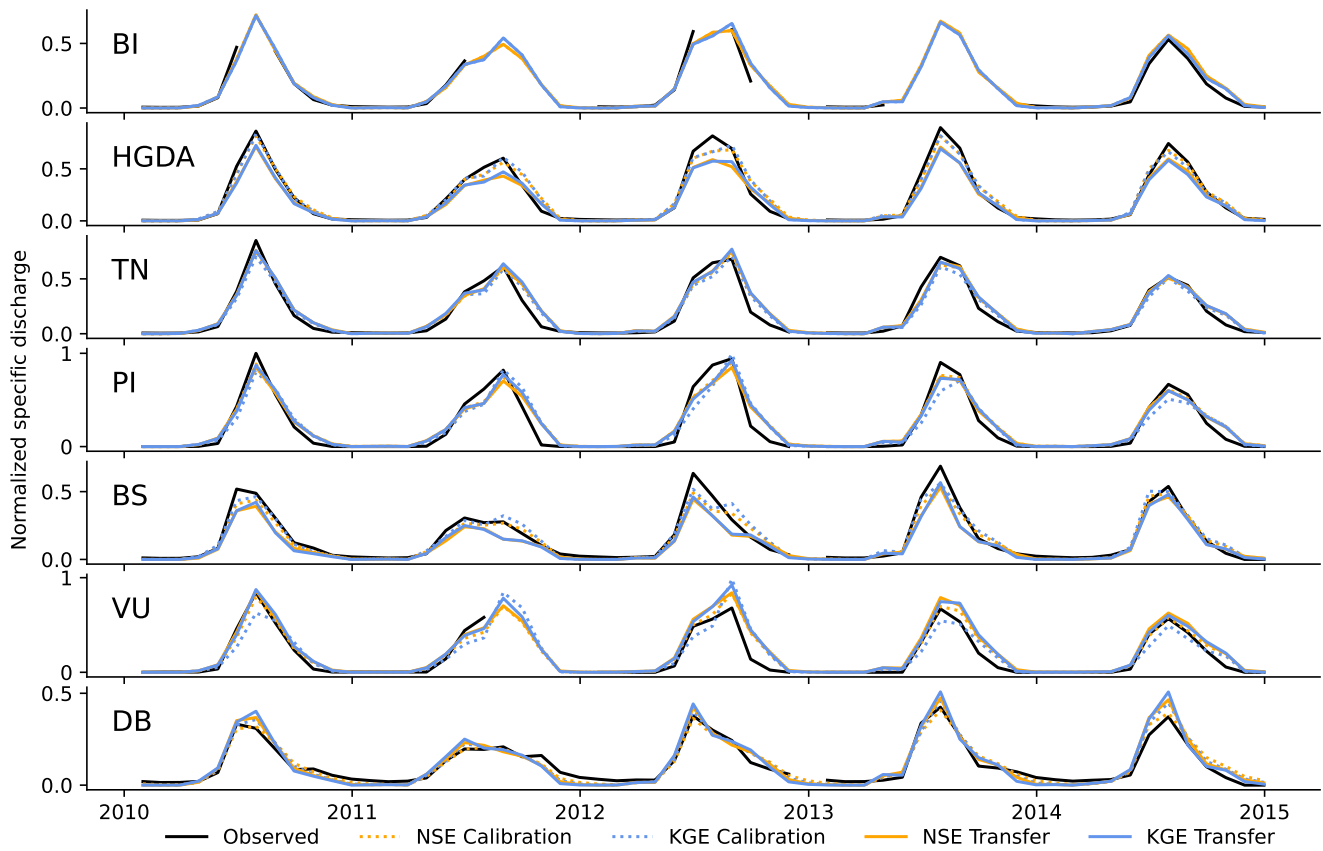 Normalized specific discharge
BI
0.5
0.0
HGDA
0.5
0.0
TN
0.5
0.0
PI
1
0
BS
0.5
0.0
VU
1
0
DB
0.5
0.0
2010 2011 2012 2013 2014 2015
Observed NSE Calibration KGE Calibration NSE Transfer KGE Transfer